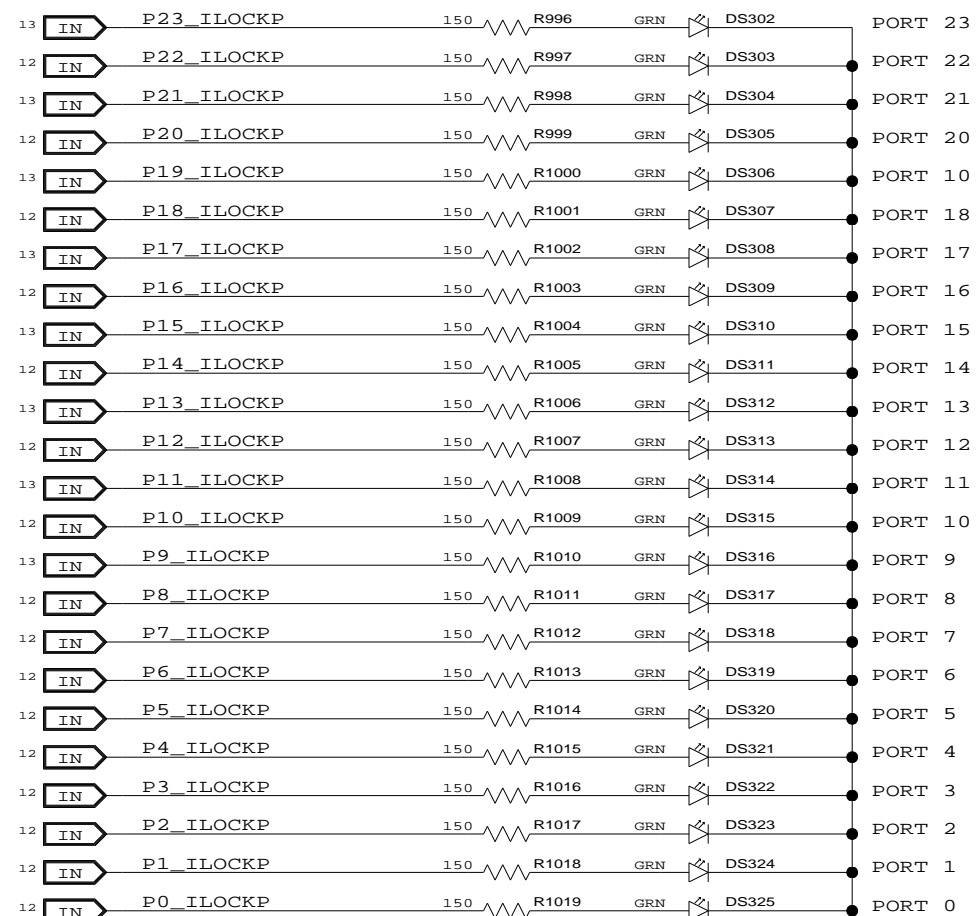 13 IN P23_ILOCKP 150 R996 GRN DS302 PORT 23
12 IN P22_ILOCKP 150 R997 GRN DS303 PORT 22
13 IN P21_ILOCKP 150 R998 GRN DS304 PORT 21
12 IN P20_ILOCKP 150 R999 GRN DS305 PORT 20
13 IN P19_ILOCKP 150 R1000 GRN DS306 PORT 10
12 IN P18_ILOCKP 150 R1001 GRN DS307 PORT 18
13 IN P17_ILOCKP 150 R1002 GRN DS308 PORT 17
12 IN P16_ILOCKP 150 R1003 GRN DS309 PORT 16
13 IN P15_ILOCKP 150 R1004 GRN DS310 PORT 15
12 IN P14_ILOCKP 150 R1005 GRN DS311 PORT 14
13 IN P13_ILOCKP 150 R1006 GRN DS312 PORT 13
12 IN P12_ILOCKP 150 R1007 GRN DS313 PORT 12
13 IN P11_ILOCKP 150 R1008 GRN DS314 PORT 11
12 IN P10_ILOCKP 150 R1009 GRN DS315 PORT 10
13 IN P9_ILOCKP 150 R1010 GRN DS316 PORT 9
12 IN P8_ILOCKP 150 R1011 GRN DS317 PORT 8
12 IN P7_ILOCKP 150 R1012 GRN DS318 PORT 7
12 IN P6_ILOCKP 150 R1013 GRN DS319 PORT 6
12 IN P5_ILOCKP 150 R1014 GRN DS320 PORT 5
12 IN P4_ILOCKP 150 R1015 GRN DS321 PORT 4
12 IN P3_ILOCKP 150 R1016 GRN DS322 PORT 3
12 IN P2_ILOCKP 150 R1017 GRN DS323 PORT 2
12 IN P1_ILOCKP 150 R1018 GRN DS324 PORT 1
12 IN P0_ILOCKP 150 R1019 GRN DS325 PORT 0